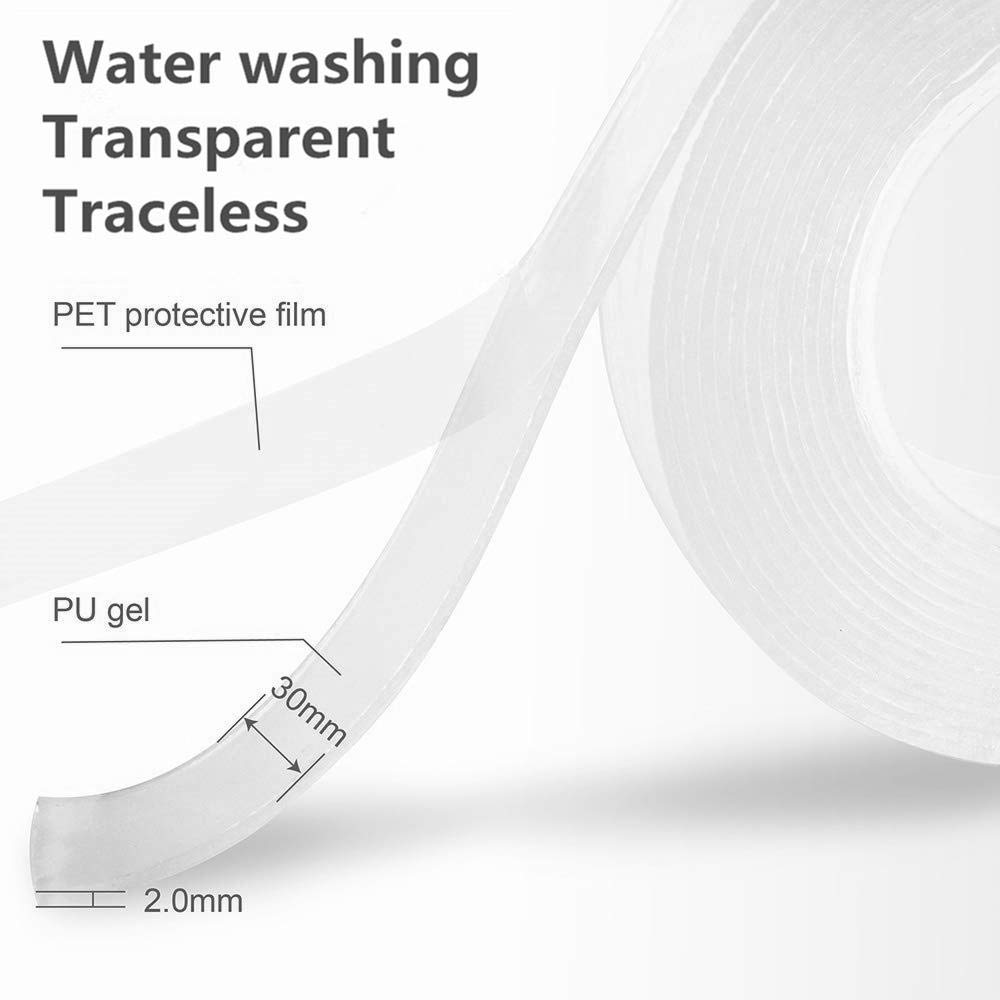 Water washing
Transparent
Traceless
PET protective film
PU gel
30mm
2.0mm